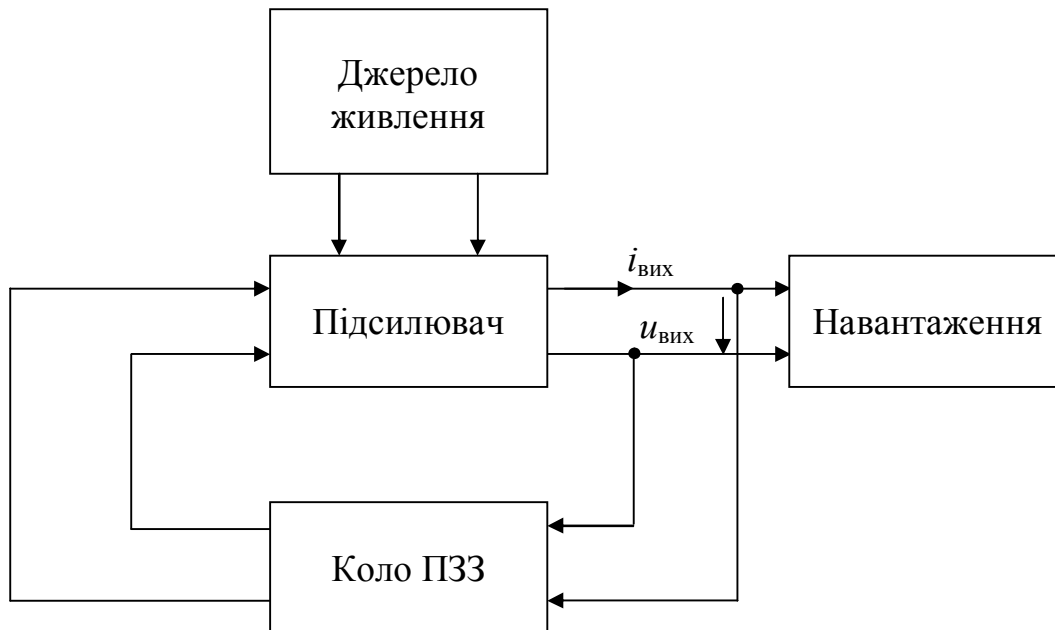 Джерело
живлення
iвих
Підсилювач
uвих
Навантаження
Коло ПЗЗ